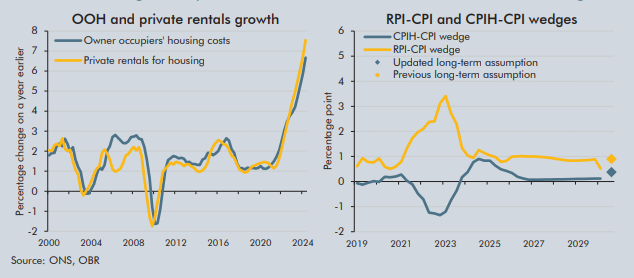 OOH and private rentals growth
8
7
6
5
4
3
2
1
0
-1
-2
Percentage change on a year earlier
Owner occupiers' housing costs
Private rentals for housing
2000 2004 2008 2012 2016 2020 2024
RPI-CPI and CPIH-CPI wedges
6
5
4
3
2
1
0
-1
-2
Percentage point
CPIH-CPI wedge
RPI-CPI wedge
Updated long-term assumption
Previous long-term assumption
2019 2021 2023 2025 2027 2029
Source: ONS, OBR